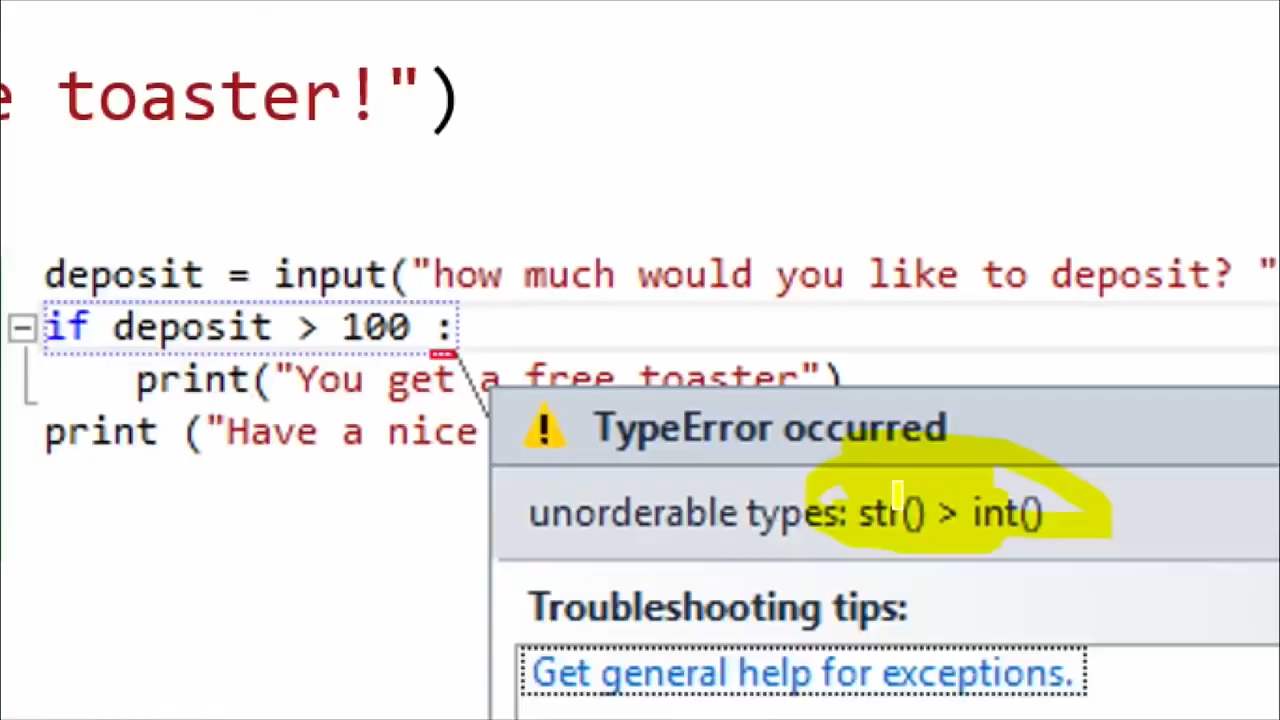 e toaster!")
deposit = input("how much would you like to deposit? "
if deposit > 100 :
print("You get a free toaster")
print ("Have a nice
TypeError occurred
unorderable types: str() > int()
Troubleshooting tips:
Get general help for exceptions.